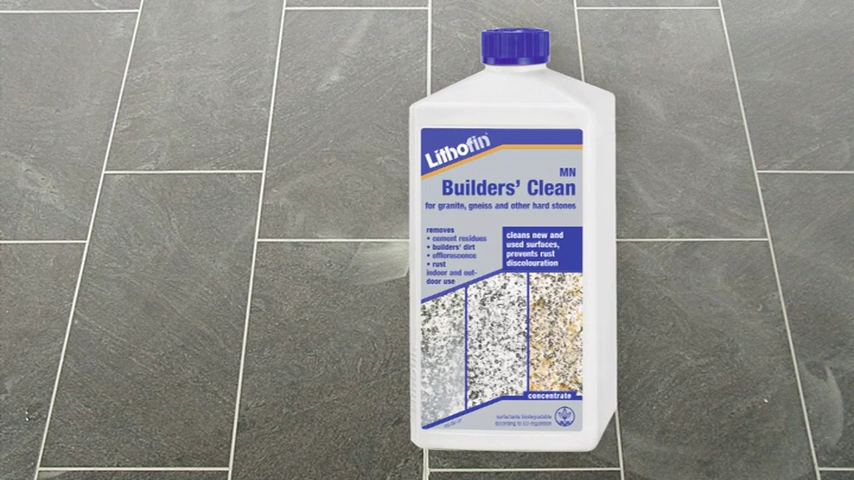 Lithofin
MN
Builders' Clean
for granite, gneiss and other hard stones
removes
• cement residues
• builders' dirt
• efflorescence
• rust
indoor and out-
door use
cleans new and
used surfaces,
prevents rust
discolouration
concentrate
surfactants biodegradable
according to EU-regulation